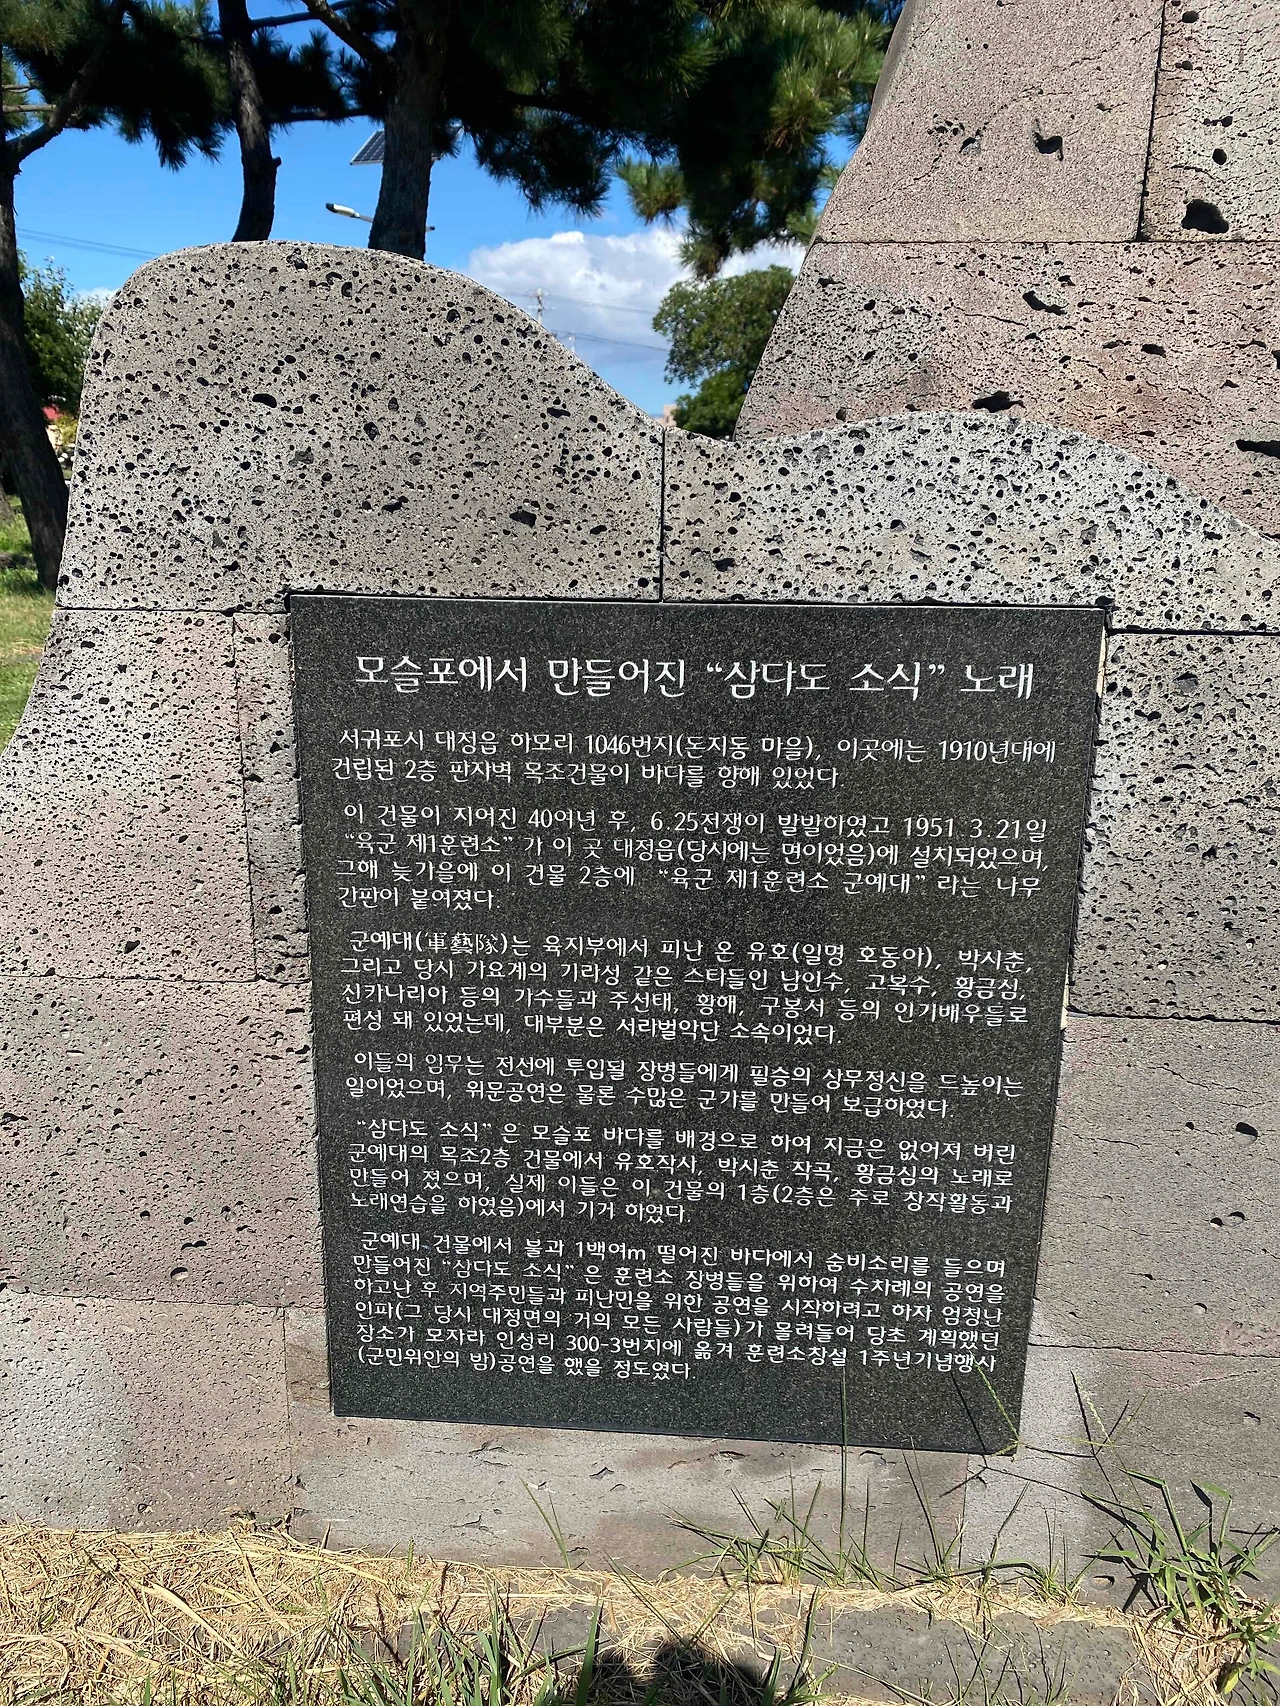 모슬포에서 만들어진 “삼다도 소식” 노래
서귀포시 대정읍 하모리 1046번지(돈지동 마을), 이곳에는 1910년대에
건립된 2층 판자벽 목조건물이 바다를 향해 있었다.
이 건물이 지어진 40여년 후, 6.25전쟁이 발발하였고 1951.3.21일
“육군 제1훈련소” 가 이 곳 대정읍(당시에는 면이었음)에 설치되었으며,
그해 늦가을에 이 건물 2층에 “육군 제1훈련소 군예대” 라는 나무
간판이 붙여졌다.
군예대(軍藝隊)는 육지부에서 피난 온 유호(일명 호동아), 박시춘,
그리고 당시 가요계의 기라성 같은 스타들인 남인수, 고복수, 황금심,
신카나리아 등의 가수들과 주선태, 황해, 구봉서 등의 인기배우들로
편성 돼 있었는데, 대부분은 서라벌악단 소속이었다.
이들의 임무는 전선에 투입될 장병들에게 필승의 상무정신을 드높이는
일이었으며, 위문공연은 물론 수많은 군가를 만들어 보급하였다.
“삼다도 소식” 은 모슬포 바다를 배경으로 하여 지금은 없어져 버린
군예대의 목조2층 건물에서 유호작사, 박시춘 작곡, 황금심의 노래로
만들어 졌으며, 실제 이들은 이 건물의 1층(2층은 주로 창작활동과
노래연습을 하였음)에서 기거 하였다.
군예대 건물에서 불과 1백여m 떨어진 바다에서 숨비소리를 들으며
만들어진 “삼다도 소식” 은 훈련소 장병들을 위하여 수차례의 공연을
하고난 후 지역주민들과 피난민을 위한 공연을 시작하려고 하자 엄청난
인파(그 당시 대정면의 거의 모든 사람들)가 몰려들어 당초 계획했던
장소가 모자라 인성리 300-3번지에 옮겨 훈련소창설 1주년기념행사
(군민위안의 밤)공연을 했을 정도였다.